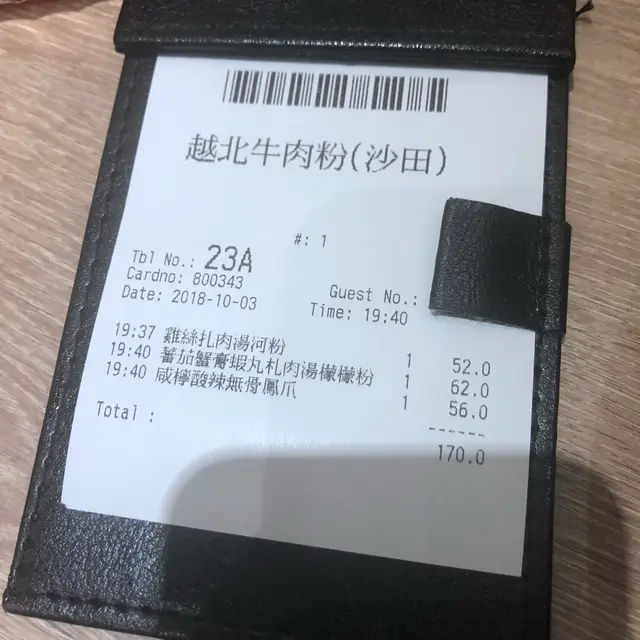 越北牛肉粉(沙田)
#: 1
Tbl No.: 23A
Cardno: 800343
Guest No.:
Date: 2018-10-03
Time: 19:40
19:37 雞絲扎肉湯河粉 1 52.0
19:40 蕃茄蟹膏蝦丸札肉湯檬檬粉 1 62.0
19:40 咸檸酸辣無骨鳳爪 1 56.0
------
Total : 170.0